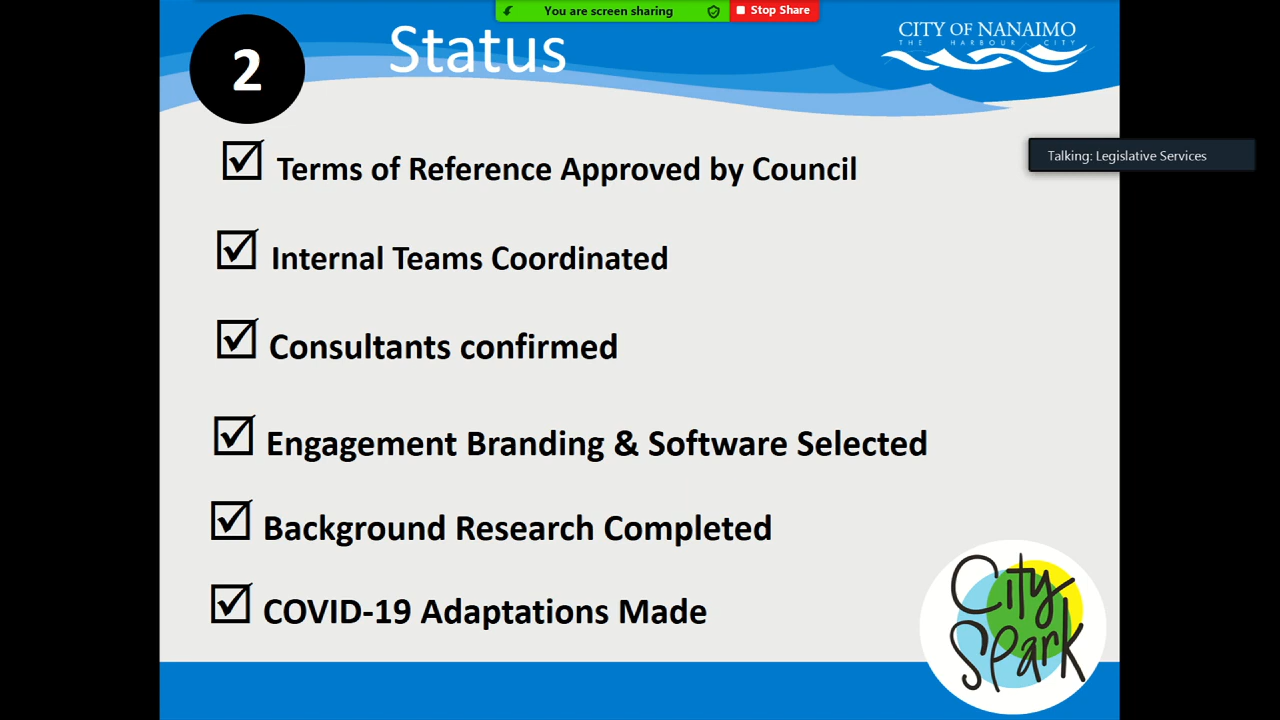 You are screen sharing
Stop Share
2
Status
CITY OF NANAIMO
THE HARBOUR CITY
Talking: Legislative Services
Terms of Reference Approved by Council
Internal Teams Coordinated
Consultants confirmed
Engagement Branding & Software Selected
Background Research Completed
COVID-19 Adaptations Made
City
Spark